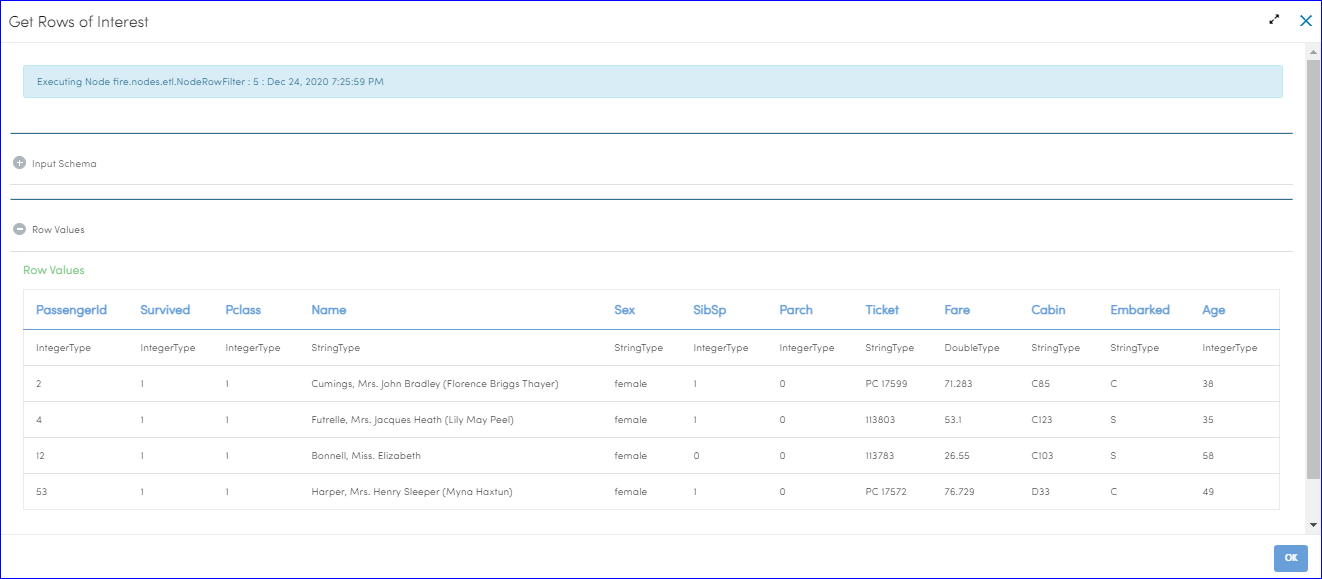 Get Rows of Interest
Executing Node fire.nodes.etl.NodeRowFilter : 5 : Dec 24, 2020 7:25:59 PM
Input Schema
Row Values
Row Values
PassengerId Survived Pclass Name Sex SibSp Parch Ticket Fare Cabin Embarked Age
IntegerType IntegerType IntegerType StringType StringType IntegerType IntegerType StringType DoubleType StringType StringType IntegerType
2 1 1 Cumings, Mrs. John Bradley (Florence Briggs Thayer) female 1 0 PC 17599 71.283 C85 C 38
4 1 1 Futrelle, Mrs. Jacques Heath (Lily May Peel) female 1 0 113803 53.1 C123 S 35
12 1 1 Bonnell, Miss. Elizabeth female 0 0 113783 26.55 C103 S 58
53 1 1 Harper, Mrs. Henry Sleeper (Myna Haxtun) female 1 0 PC 17572 76.729 D33 C 49
OK